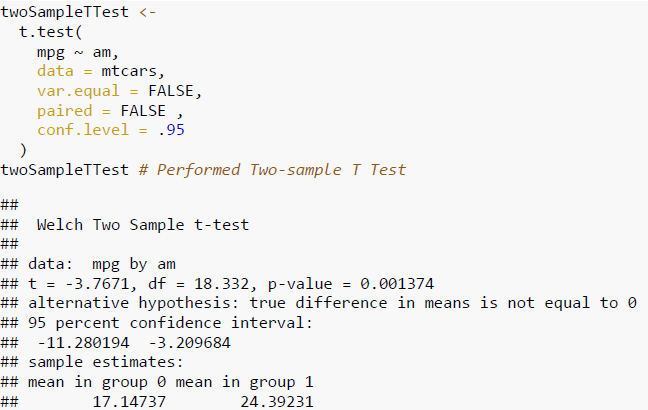 twoSampleTTest <-
  t.test(
    mpg ~ am,
    data = mtcars,
    var.equal = FALSE,
    paired = FALSE ,
    conf.level = .95
  )
twoSampleTTest # Performed Two-sample T Test
##
##  Welch Two Sample t-test
##
## data:  mpg by am
## t = -3.7671, df = 18.332, p-value = 0.001374
## alternative hypothesis: true difference in means is not equal to 0
## 95 percent confidence interval:
##  -11.280194  -3.209684
## sample estimates:
## mean in group 0 mean in group 1
##        17.14737        24.39231